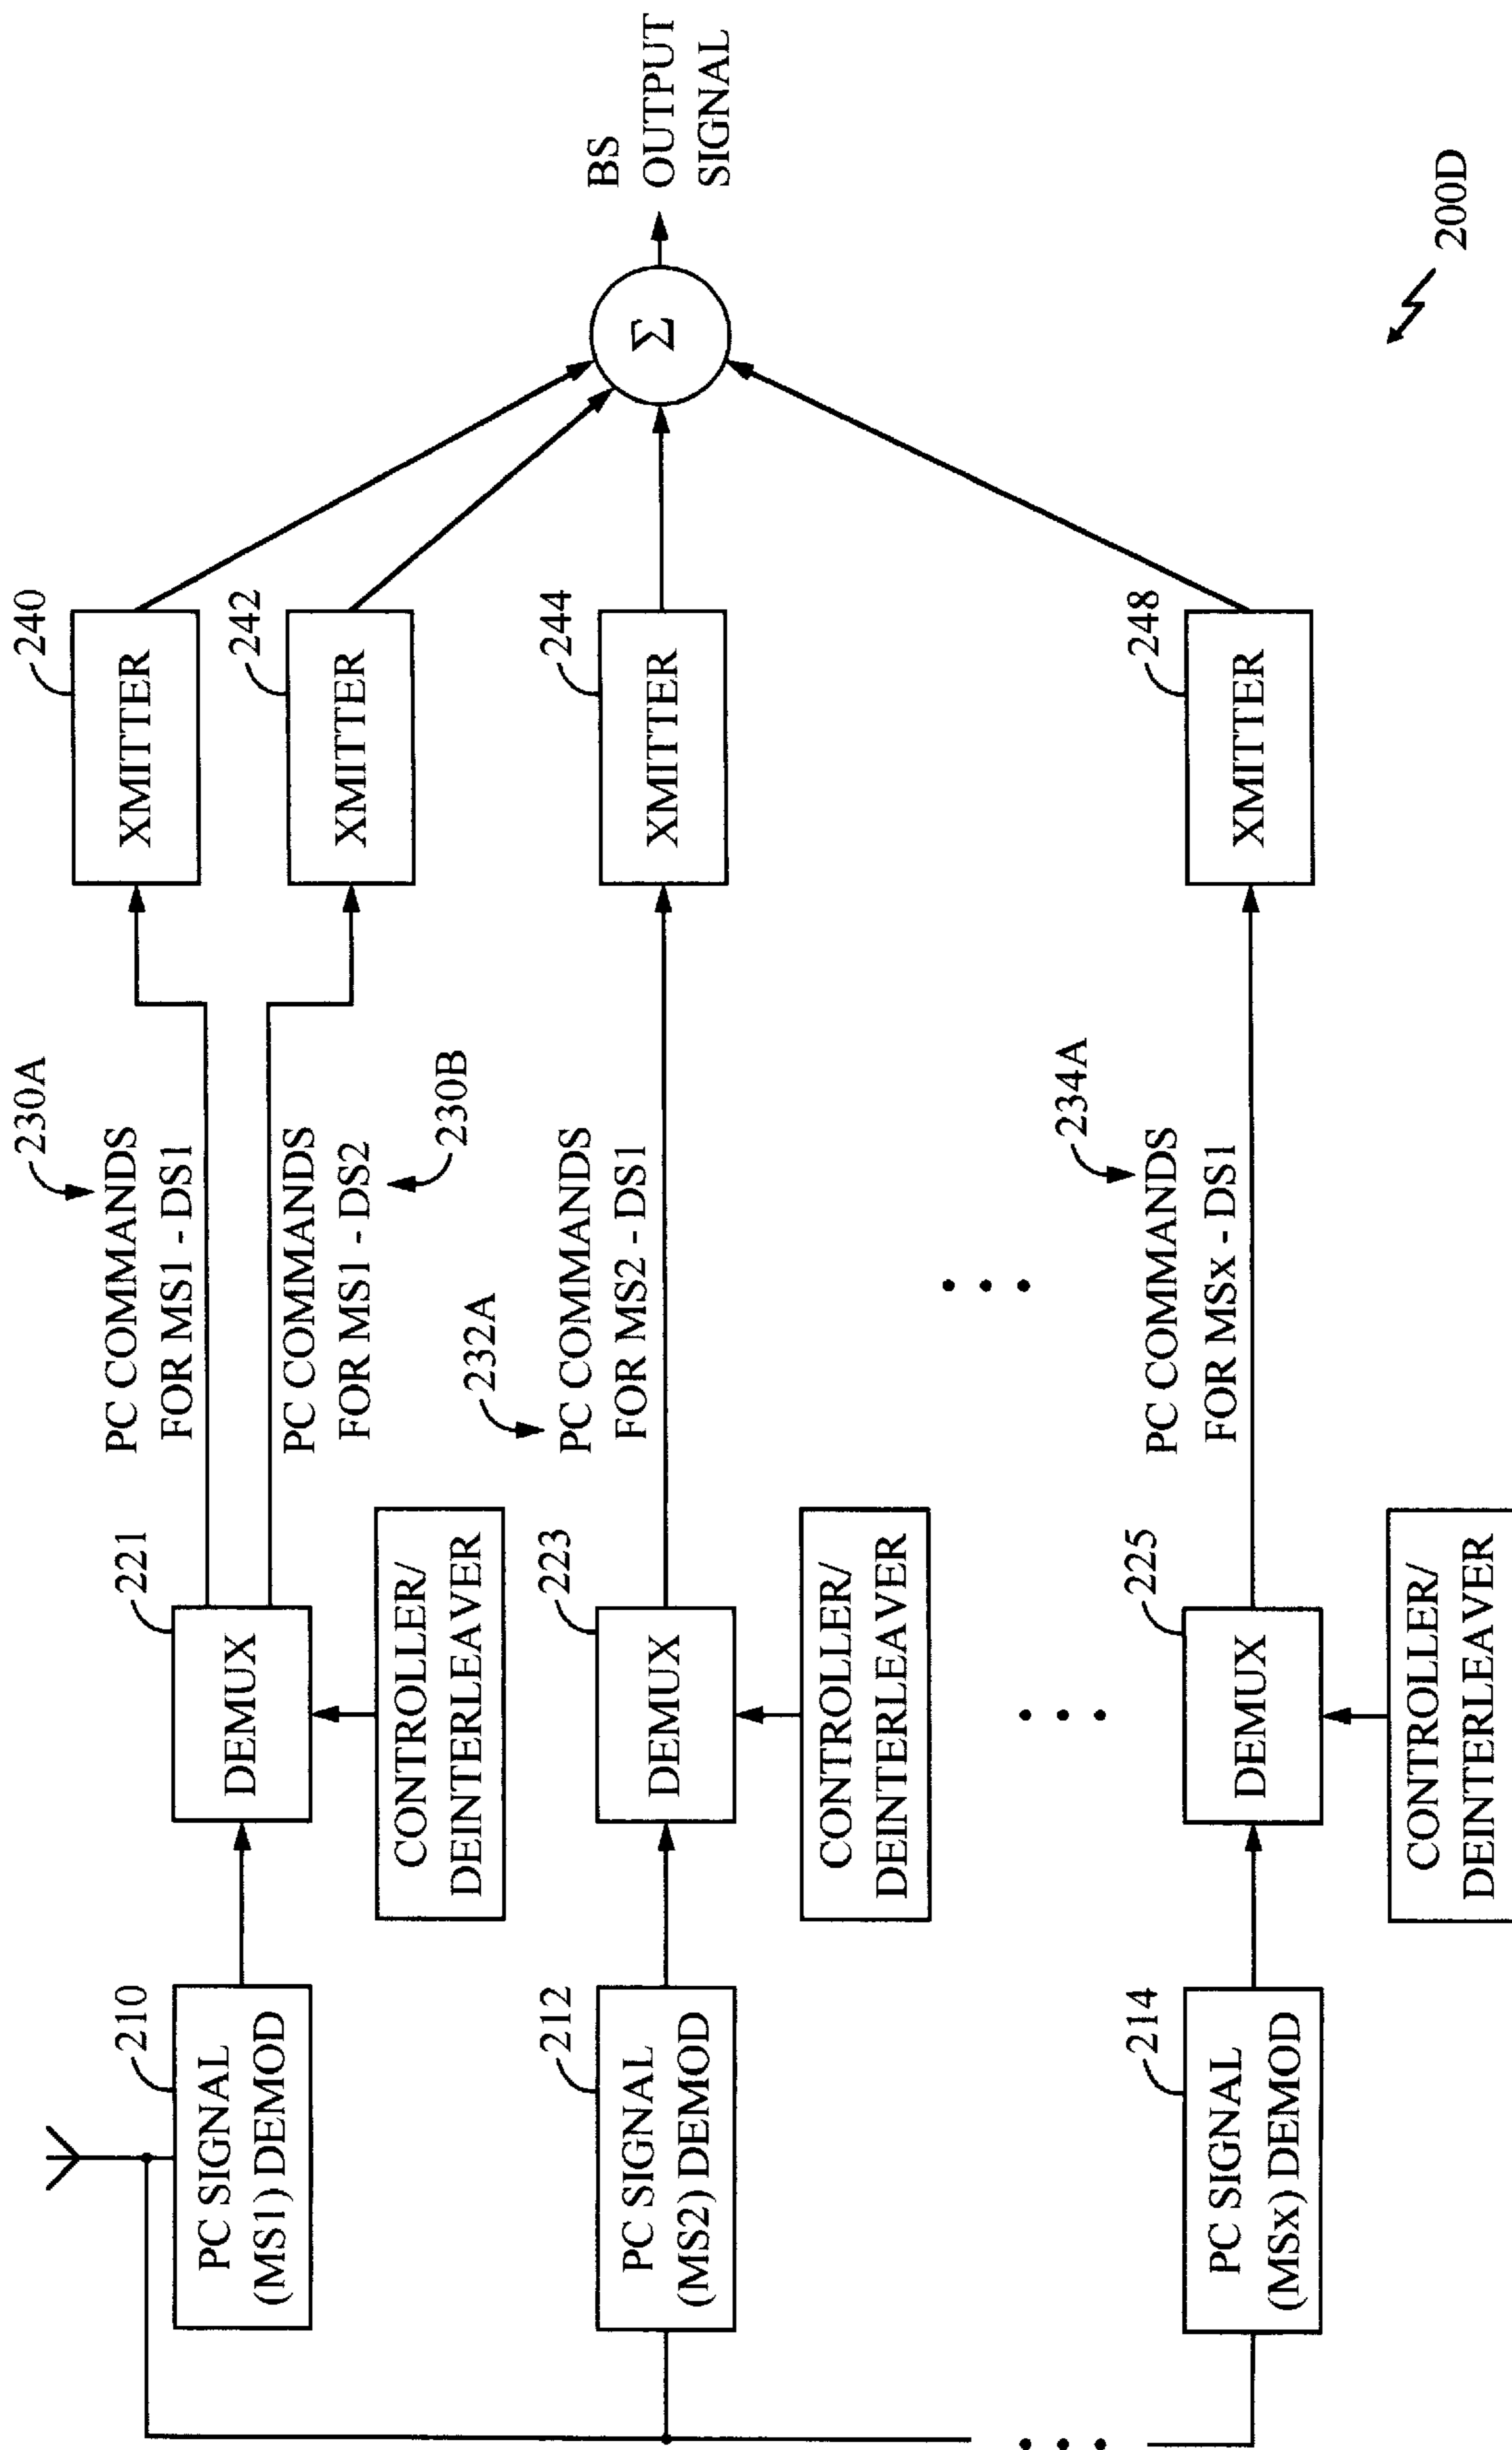 210
PC SIGNAL
(MS1) DEMOD
221
DEMUX
CONTROLLER/
DEINTERLEAVER
230A
PC COMMANDS
FOR MS1 - DS1
PC COMMANDS
FOR MS1 - DS2
230B
240
XMITTER
242
XMITTER
212
PC SIGNAL
(MS2) DEMOD
223
DEMUX
CONTROLLER/
DEINTERLEAVER
232A
PC COMMANDS
FOR MS2 - DS1
244
XMITTER
Σ
BS
OUTPUT
SIGNAL
214
PC SIGNAL
(MSx) DEMOD
225
DEMUX
CONTROLLER/
DEINTERLEAVER
234A
PC COMMANDS
FOR MSx - DS1
248
XMITTER
200D